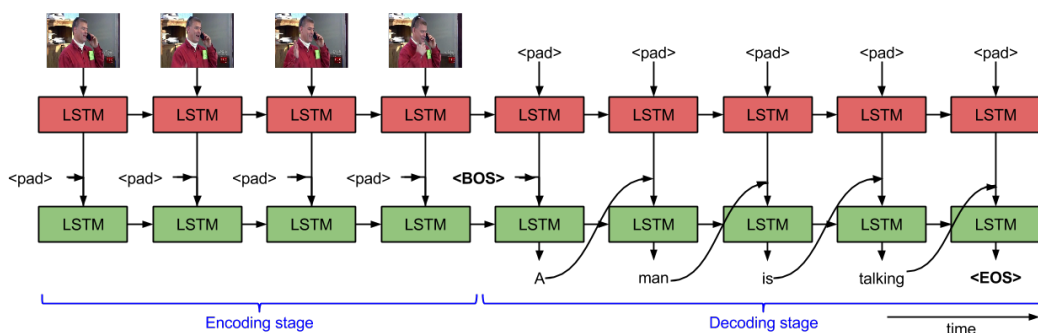 <pad> <pad> <pad> <pad> <pad>
LSTM LSTM LSTM LSTM LSTM LSTM LSTM LSTM LSTM
<pad> <pad> <pad> <pad> <BOS>
LSTM LSTM LSTM LSTM LSTM LSTM LSTM LSTM LSTM
A man is talking <EOS>
Encoding stage Decoding stage time